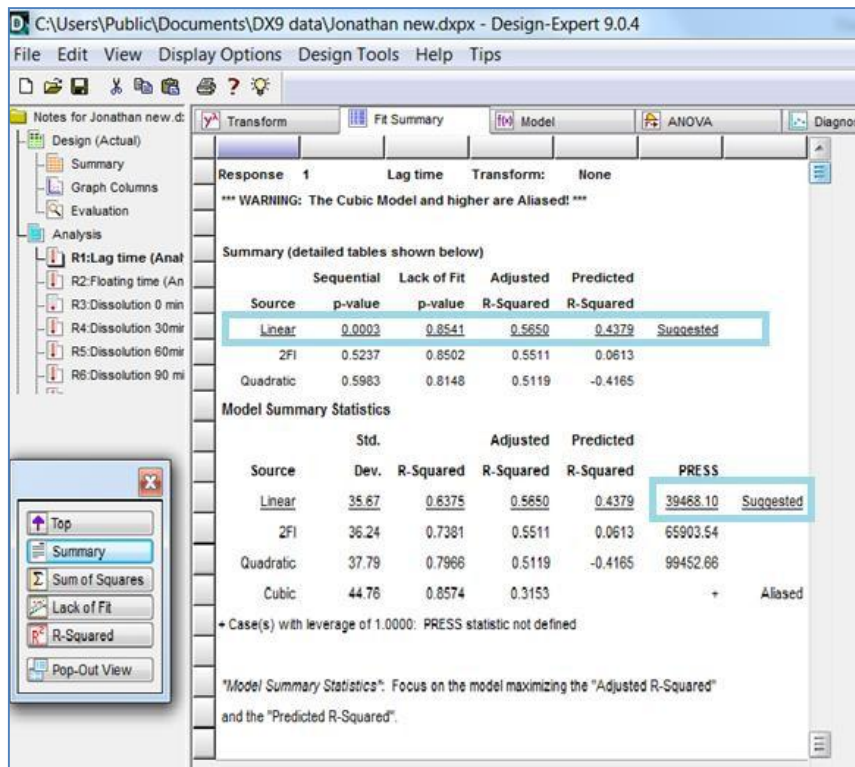 C:\Users\Public\Documents\DX9 data\Jonathan new.dxpx - Design-Expert 9.0.4
File Edit View Display Options Design Tools Help Tips
Notes for Jonathan new.d:
Design (Actual)
Summary
Graph Columns
Evaluation
Analysis
R1:Lag time (Anal
R2:Floating time (An
R3:Dissolution 0 min
R4:Dissolution 30mir
R5:Dissolution 60mir
R6:Dissolution 90 mi
Top
Summary
Sum of Squares
Lack of Fit
R-Squared
Pop-Out View
Transform Fit Summary Model ANOVA Diagno
Response 1 Lag time Transform: None
*** WARNING: The Cubic Model and higher are Aliased! ***
Summary (detailed tables shown below)
Sequential Lack of Fit Adjusted Predicted
Source p-value p-value R-Squared R-Squared
Linear 0.0003 0.8541 0.5650 0.4379 Suggested
2FI 0.5237 0.8502 0.5511 0.0613
Quadratic 0.5983 0.8148 0.5119 -0.4165
Model Summary Statistics
Std. Adjusted Predicted
Source Dev. R-Squared R-Squared R-Squared PRESS
Linear 35.67 0.6375 0.5650 0.4379 39468.10 Suggested
2FI 36.24 0.7381 0.5511 0.0613 65903.54
Quadratic 37.79 0.7966 0.5119 -0.4165 99452.66
Cubic 44.76 0.8574 0.3153 + Aliased
+ Case(s) with leverage of 1.0000: PRESS statistic not defined
"Model Summary Statistics": Focus on the model maximizing the "Adjusted R-Squared"
and the "Predicted R-Squared".